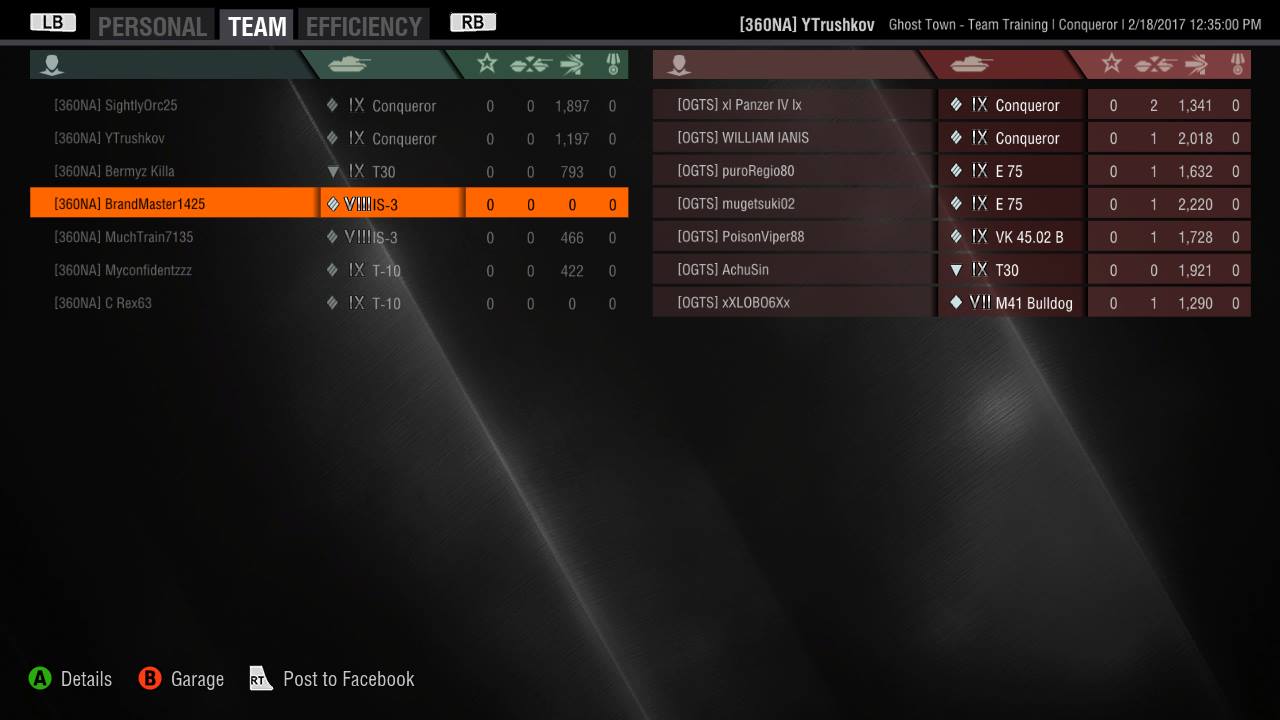 LB PERSONAL TEAM EFFICIENCY RB [360NA] YTrushkov Ghost Town - Team Training | Conqueror | 2/18/2017 12:35:00 PM
[360NA] SightlyOrc25 IX Conqueror 0 0 1,897 0
[360NA] YTrushkov IX Conqueror 0 0 1,197 0
[360NA] Bermyz Killa IX T30 0 0 793 0
[360NA] BrandMaster1425 VIII IS-3 0 0 0 0
[360NA] MuchTrain7135 VIII IS-3 0 0 466 0
[360NA] Myconfidentzzz IX T-10 0 0 422 0
[360NA] C Rex63 IX T-10 0 0 0 0
[OGTS] xI Panzer IV Ix IX Conqueror 0 2 1,341 0
[OGTS] WILLIAM IANIS IX Conqueror 0 1 2,018 0
[OGTS] puroRegio80 IX E 75 0 1 1,632 0
[OGTS] mugetsuki02 IX E 75 0 1 2,220 0
[OGTS] PoisonViper88 IX VK 45.02 B 0 1 1,728 0
[OGTS] AchuSin IX T30 0 0 1,921 0
[OGTS] xXLOBO6Xx VII M41 Bulldog 0 1 1,290 0
A Details B Garage RT Post to Facebook